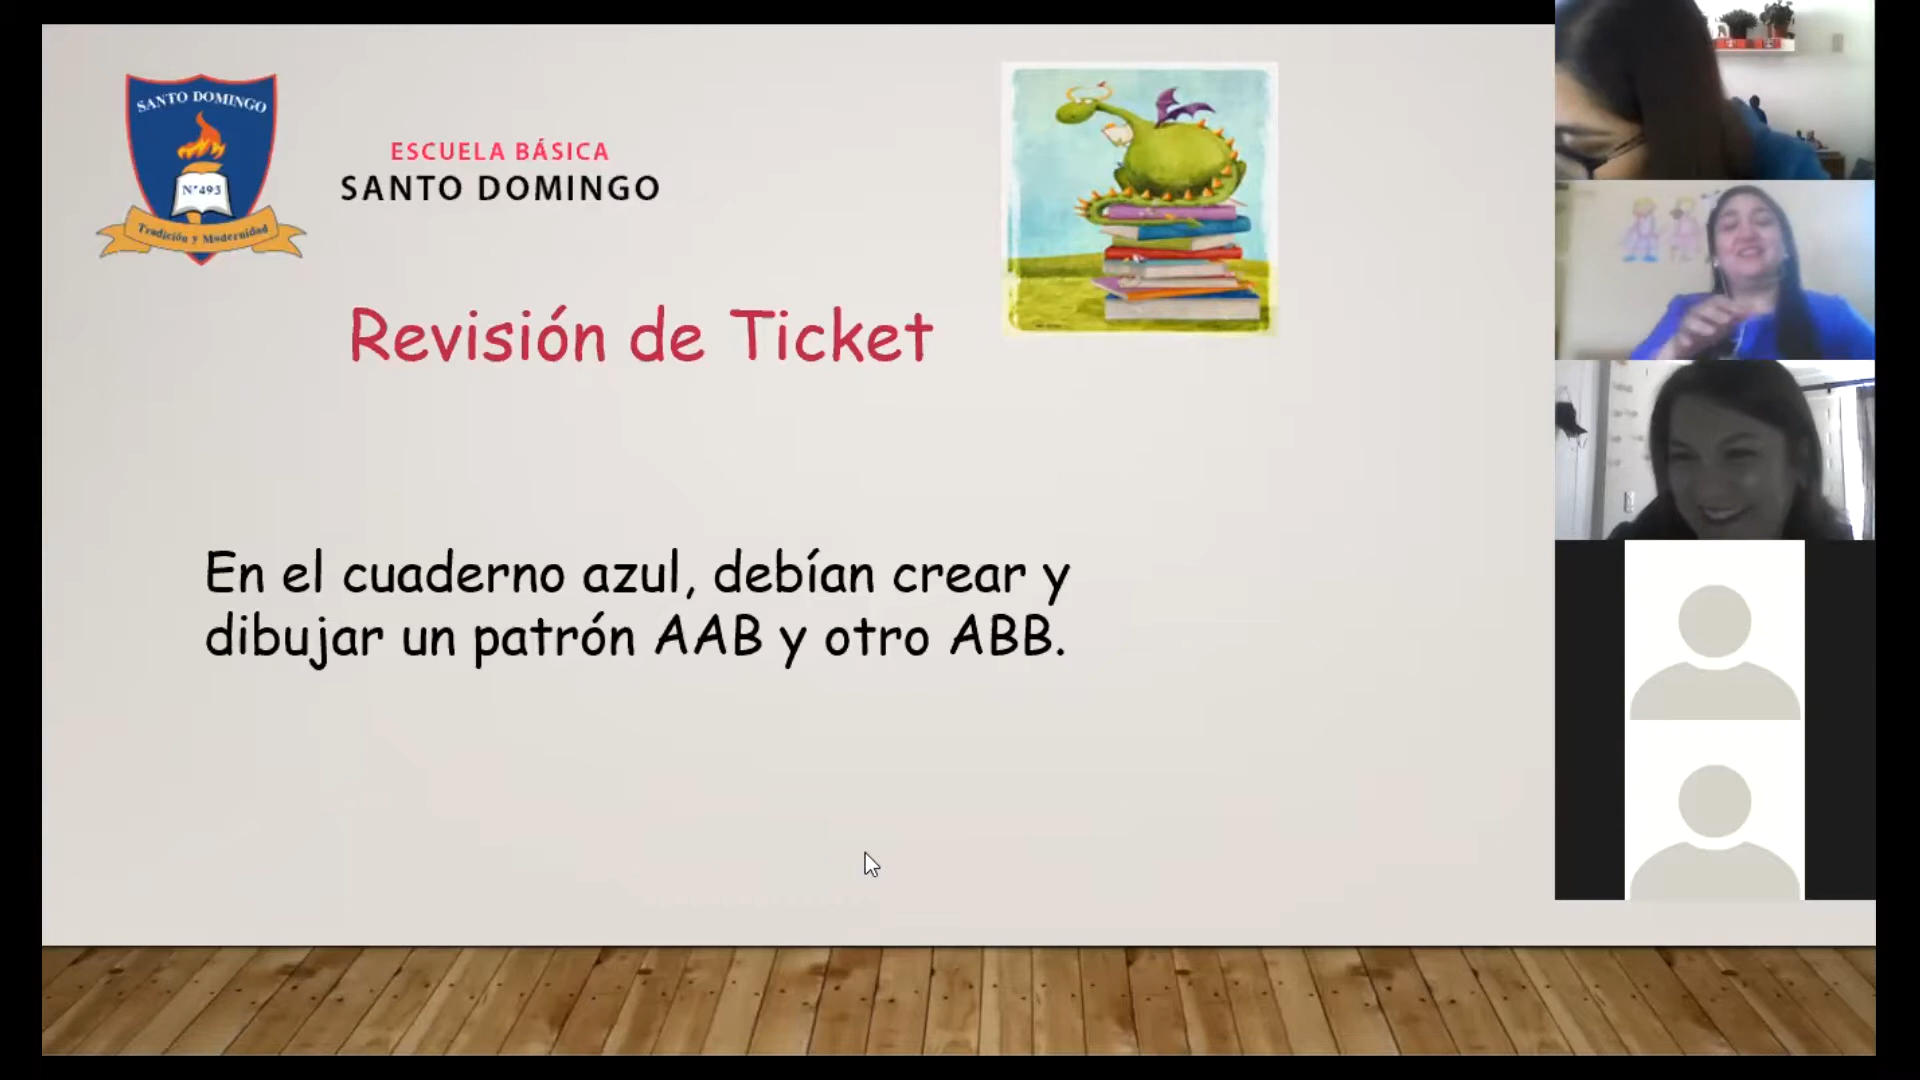 SANTO DOMINGO
N°493
Tradición y Modernidad
ESCUELA BÁSICA
SANTO DOMINGO
Revisión de Ticket
En el cuaderno azul, debían crear y
dibujar un patrón AAB y otro ABB.